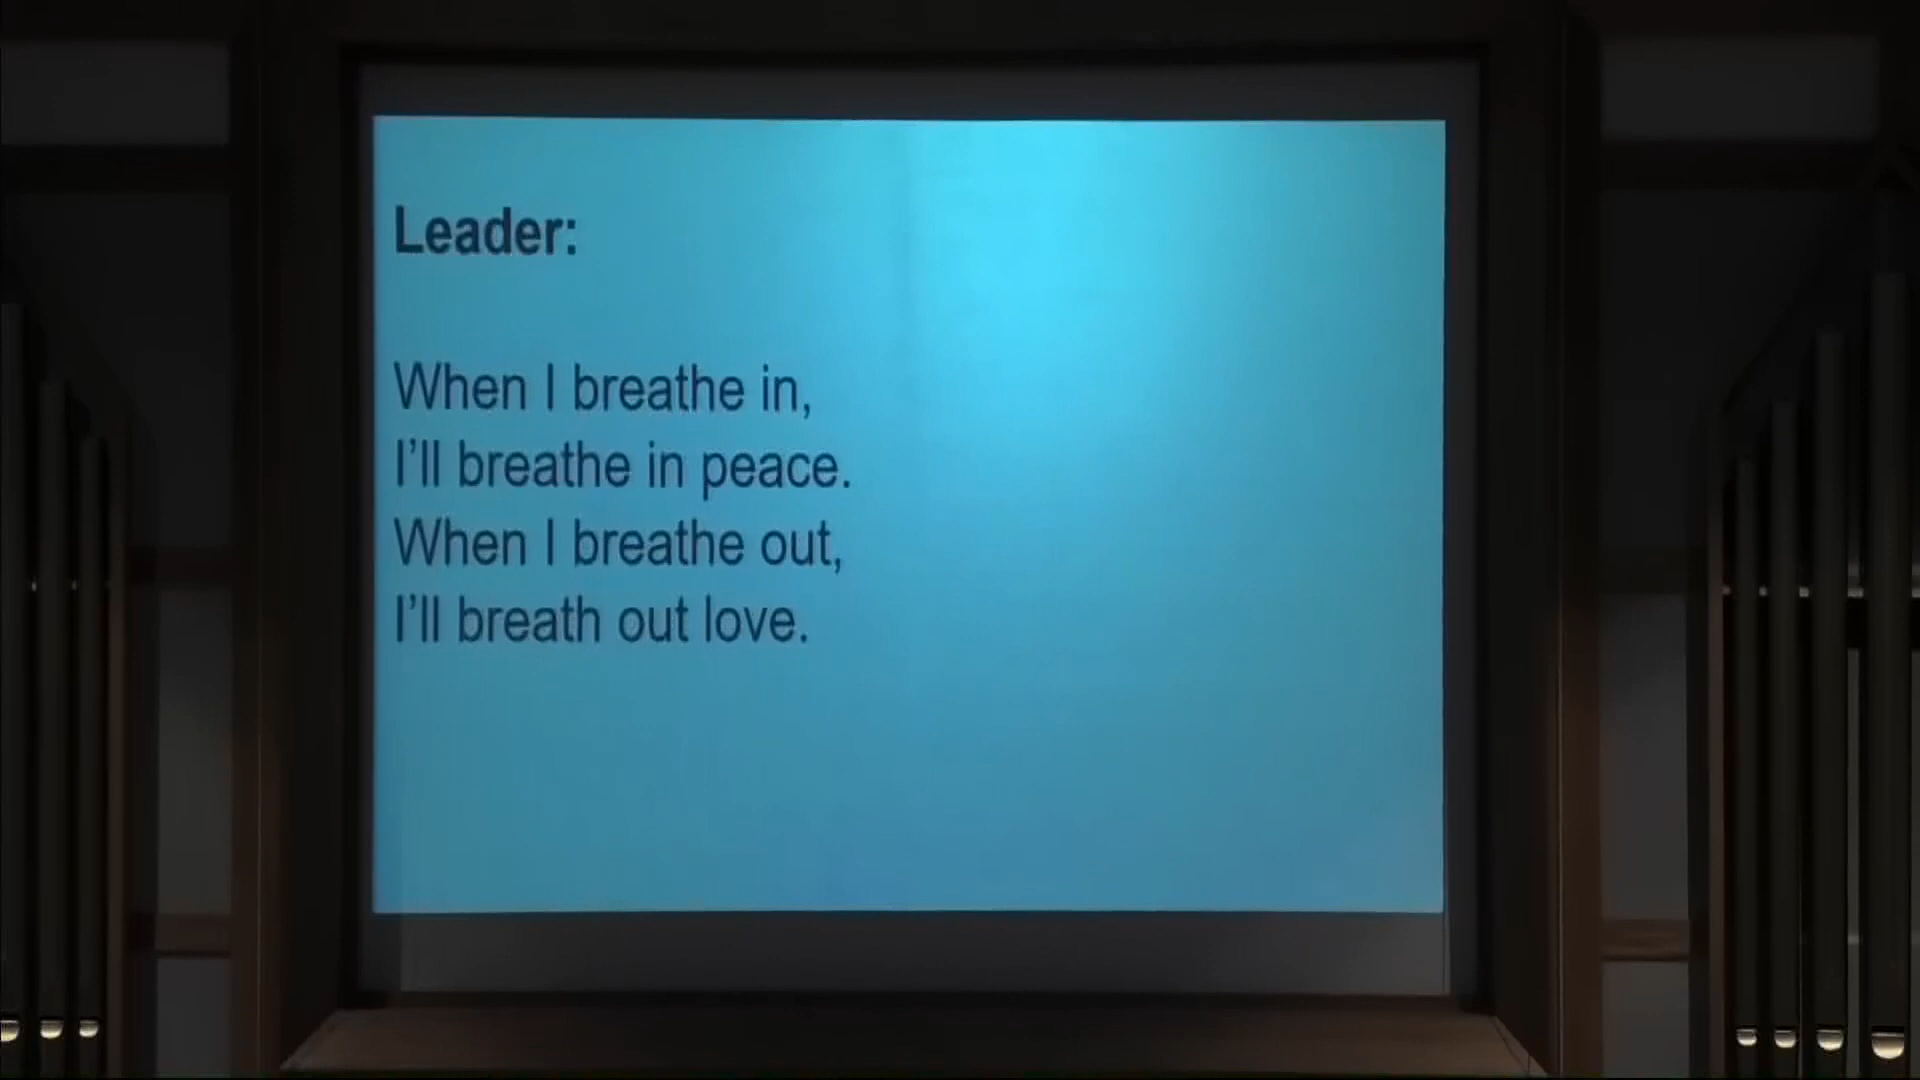 Leader:
When I breathe in,
I’ll breathe in peace.
When I breathe out,
I’ll breath out love.